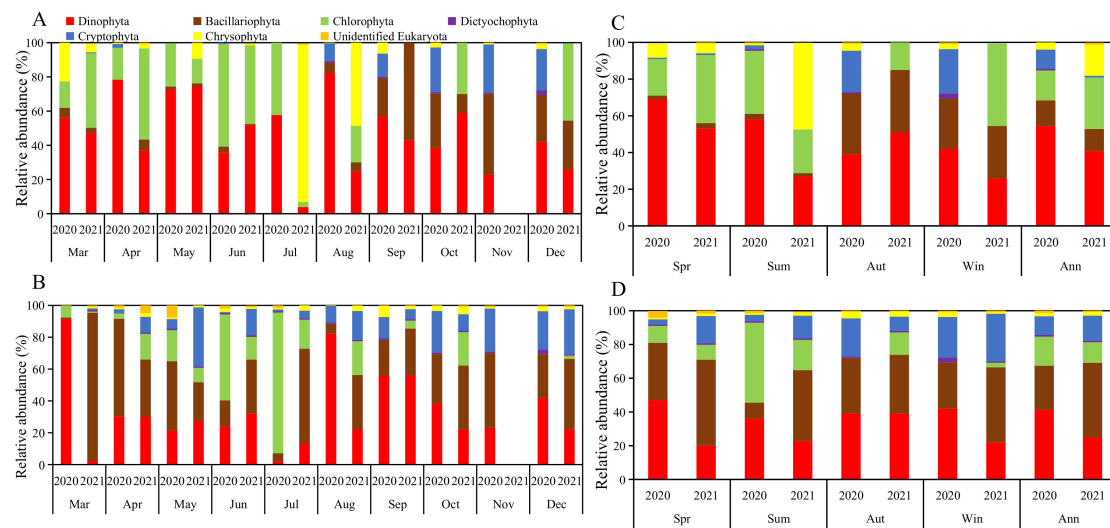 A
Dinophyta Bacillariophyta Chlorophyta Dictyochophyta
Cryptophyta Chrysophyta Unidentified Eukaryota
Relative abundance (%)
100
80
60
40
20
0
2020 2021 2020 2021 2020 2021 2020 2021 2020 2021 2020 2021 2020 2021 2020 2021 2020 2021 2020 2021
Mar Apr May Jun Jul Aug Sep Oct Nov Dec
B
Relative abundance (%)
100
80
60
40
20
0
2020 2021 2020 2021 2020 2021 2020 2021 2020 2021 2020 2021 2020 2021 2020 2021 2020 2021 2020 2021
Mar Apr May Jun Jul Aug Sep Oct Nov Dec
C
Relative abundance (%)
100
80
60
40
20
0
2020 2021 2020 2021 2020 2021 2020 2021 2020 2021
Spr Sum Aut Win Ann
D
Relative abundance (%)
100
80
60
40
20
0
2020 2021 2020 2021 2020 2021 2020 2021 2020 2021
Spr Sum Aut Win Ann